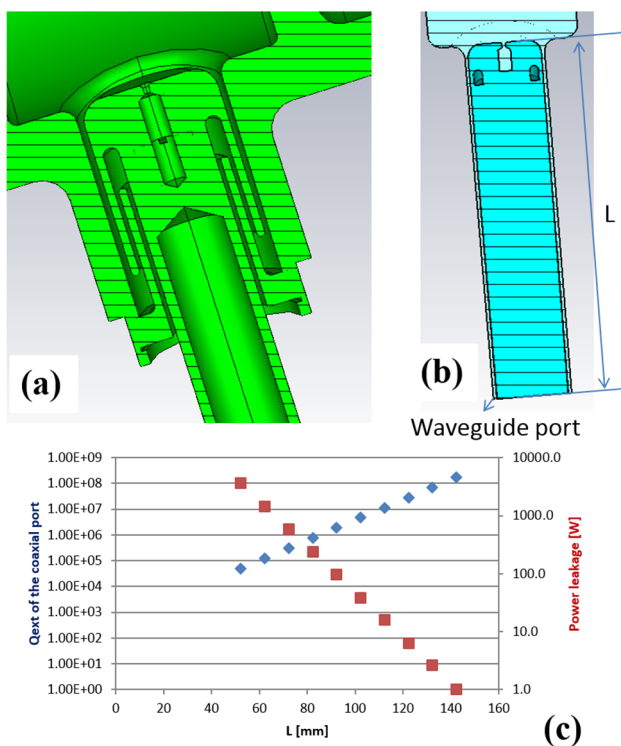 (a)
(b)
L
Waveguide port
1.00E+09
1.00E+08
1.00E+07
1.00E+06
1.00E+05
1.00E+04
1.00E+03
1.00E+02
1.00E+01
1.00E+00
Qext of the coaxial port
10000.0
1000.0
100.0
10.0
1.0
Power leakage [W]
0
20
40
60
80
100
120
140
160
L [mm]
(c)